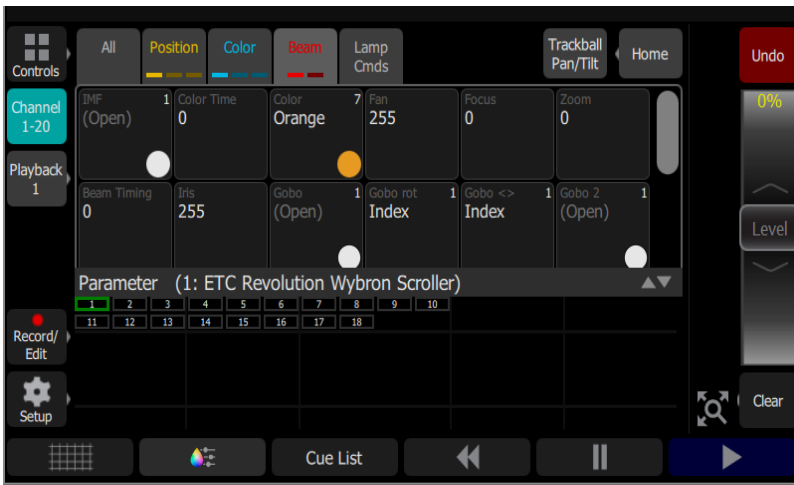 All
Position
Color
Beam
Lamp
Cmds
Trackball
Pan/Tilt
Home
Undo
Controls
Channel
1-20
Playback
1
IMF 1
(Open)
Color Time
0
Color 7
Orange
Fan
255
Focus
0
Zoom
0
0%
Beam Timing
0
Iris
255
Gobo 1
(Open)
Gobo rot 1
Index
Gobo <> 1
Index
Gobo 2 1
(Open)
Level
Parameter (1: ETC Revolution Wybron Scroller)
1 2 3 4 5 6 7 8 9 10
11 12 13 14 15 16 17 18
Record/
Edit
Setup
Clear
Cue List